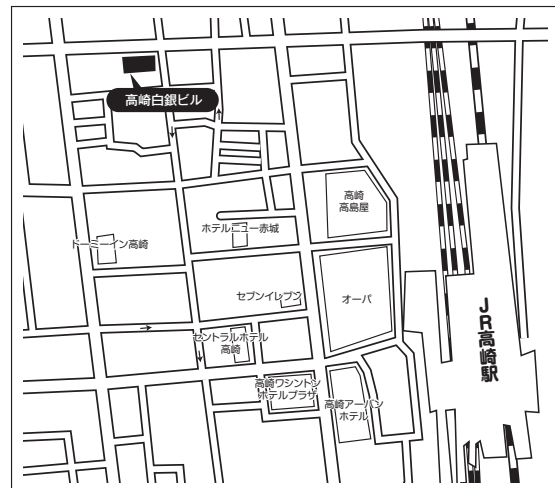 高崎白銀ビル
高崎
高島屋
ホテルニュー赤城
ドーミーイン高崎
セブンイレブン
オーパ
JR高崎駅
セントラルホテル
高崎
高崎ワシントン
ホテルプラザ
高崎アーバン
ホテル